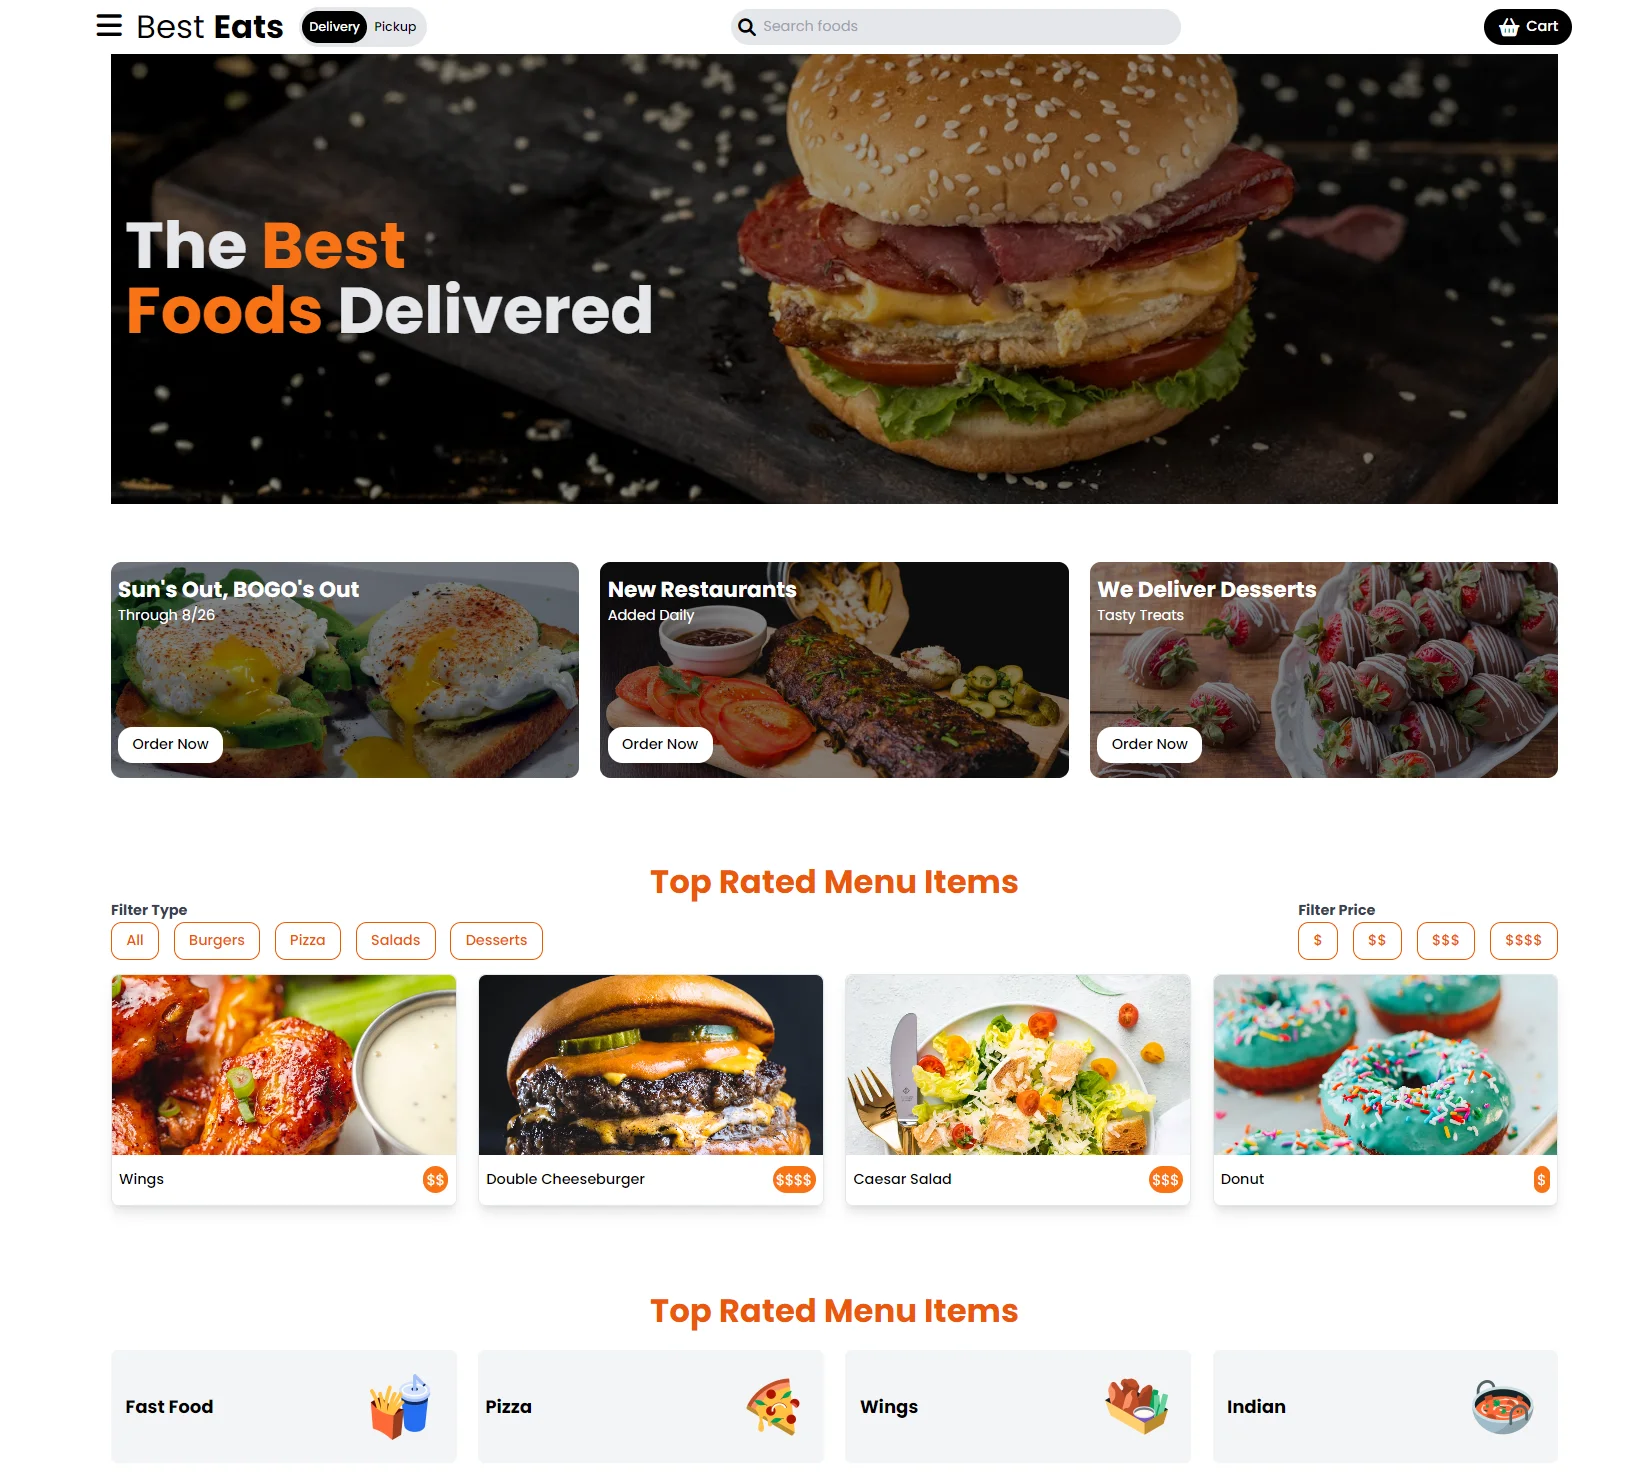 Best Eats Delivery Pickup Search foods Cart
The Best
Foods Delivered
Sun's Out, BOGO's Out
Through 8/26
Order Now
New Restaurants
Added Daily
Order Now
We Deliver Desserts
Tasty Treats
Order Now
Top Rated Menu Items
Filter Type
All Burgers Pizza Salads Desserts
Filter Price
$ $$ $$$ $$$$
Wings $$
Double Cheeseburger $$$$
Caesar Salad $$$
Donut $
Top Rated Menu Items
Fast Food
Pizza
Wings
Indian